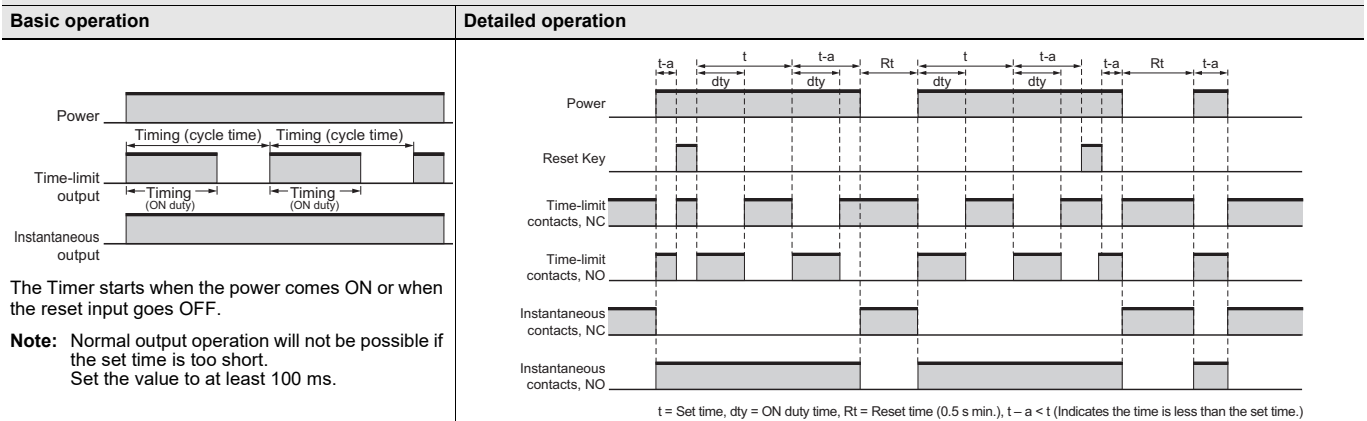 Basic operation
Detailed operation
Power
Timing (cycle time) Timing (cycle time)
Time-limit
output
Timing
(ON duty)
Timing
(ON duty)
Instantaneous
output
The Timer starts when the power comes ON or when
the reset input goes OFF.
Note: Normal output operation will not be possible if
the set time is too short.
Set the value to at least 100 ms.
t-a t t-a Rt t t-a t-a Rt t-a
dty dty dty dty
Power
Reset Key
Time-limit
contacts, NC
Time-limit
contacts, NO
Instantaneous
contacts, NC
Instantaneous
contacts, NO
t = Set time, dty = ON duty time, Rt = Reset time (0.5 s min.), t – a < t (Indicates the time is less than the set time.)